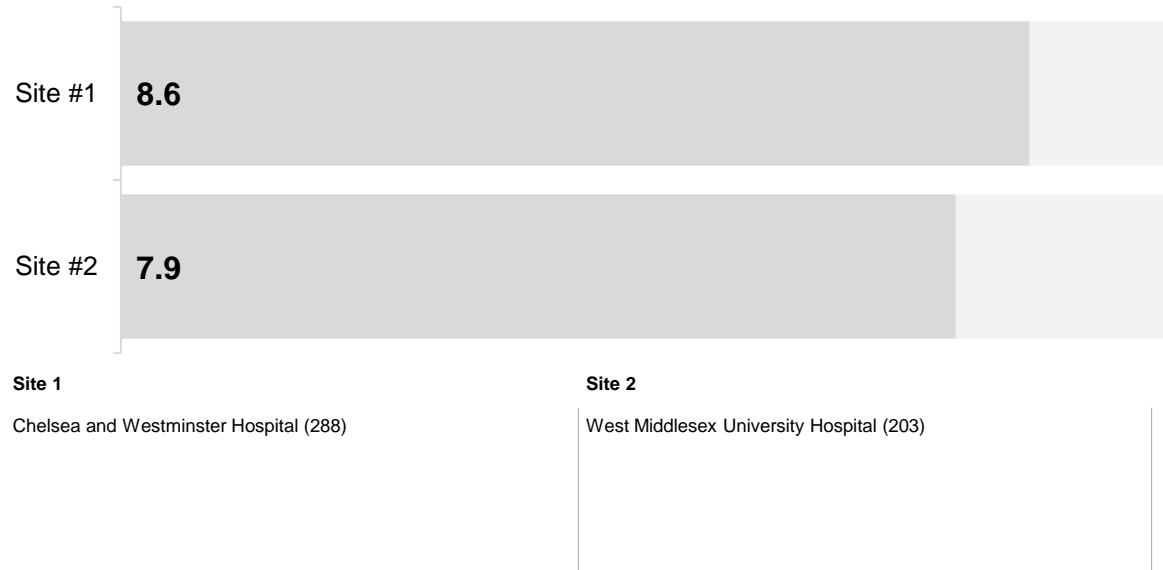 Site #1 8.6
Site #2 7.9
Site 1
Chelsea and Westminster Hospital (288)
Site 2
West Middlesex University Hospital (203)